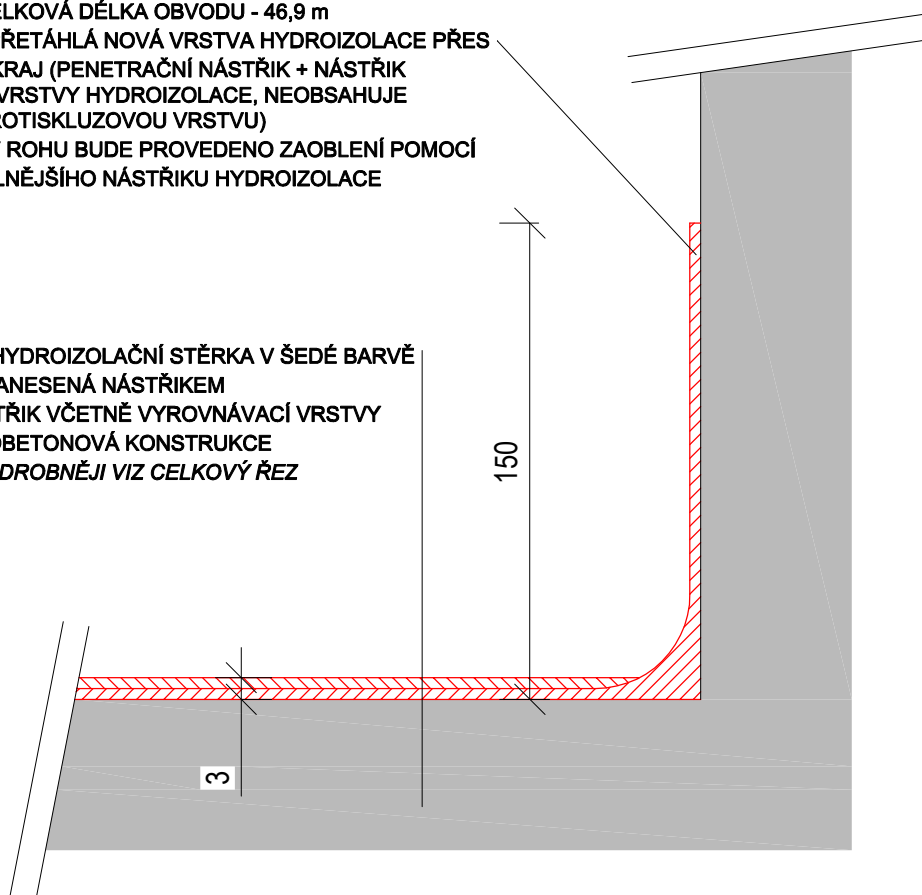 ELKOVÁ DÉLKA OBVODU - 46,9 m
ŘETÁHLÁ NOVÁ VRSTVA HYDROIZOLACE PŘES
KRAJ (PENETRAČNÍ NÁSTŘIK + NÁSTŘIK
VRSTVY HYDROIZOLACE, NEOBSAHUJE
ROTISKLUZOVOU VRSTVU)
V ROHU BUDE PROVEDENO ZAOBLENÍ POMOCÍ
LNĚJŠÍHO NÁSTŘIKU HYDROIZOLACE
HYDROIZOLAČNÍ STĚRKA V ŠEDÉ BARVĚ
ANESENÁ NÁSTŘIKEM
TŘIK VČETNĚ VYROVNÁVACÍ VRSTVY
OBETONOVÁ KONSTRUKCE
DROBNĚJI VIZ CELKOVÝ ŘEZ
150
3